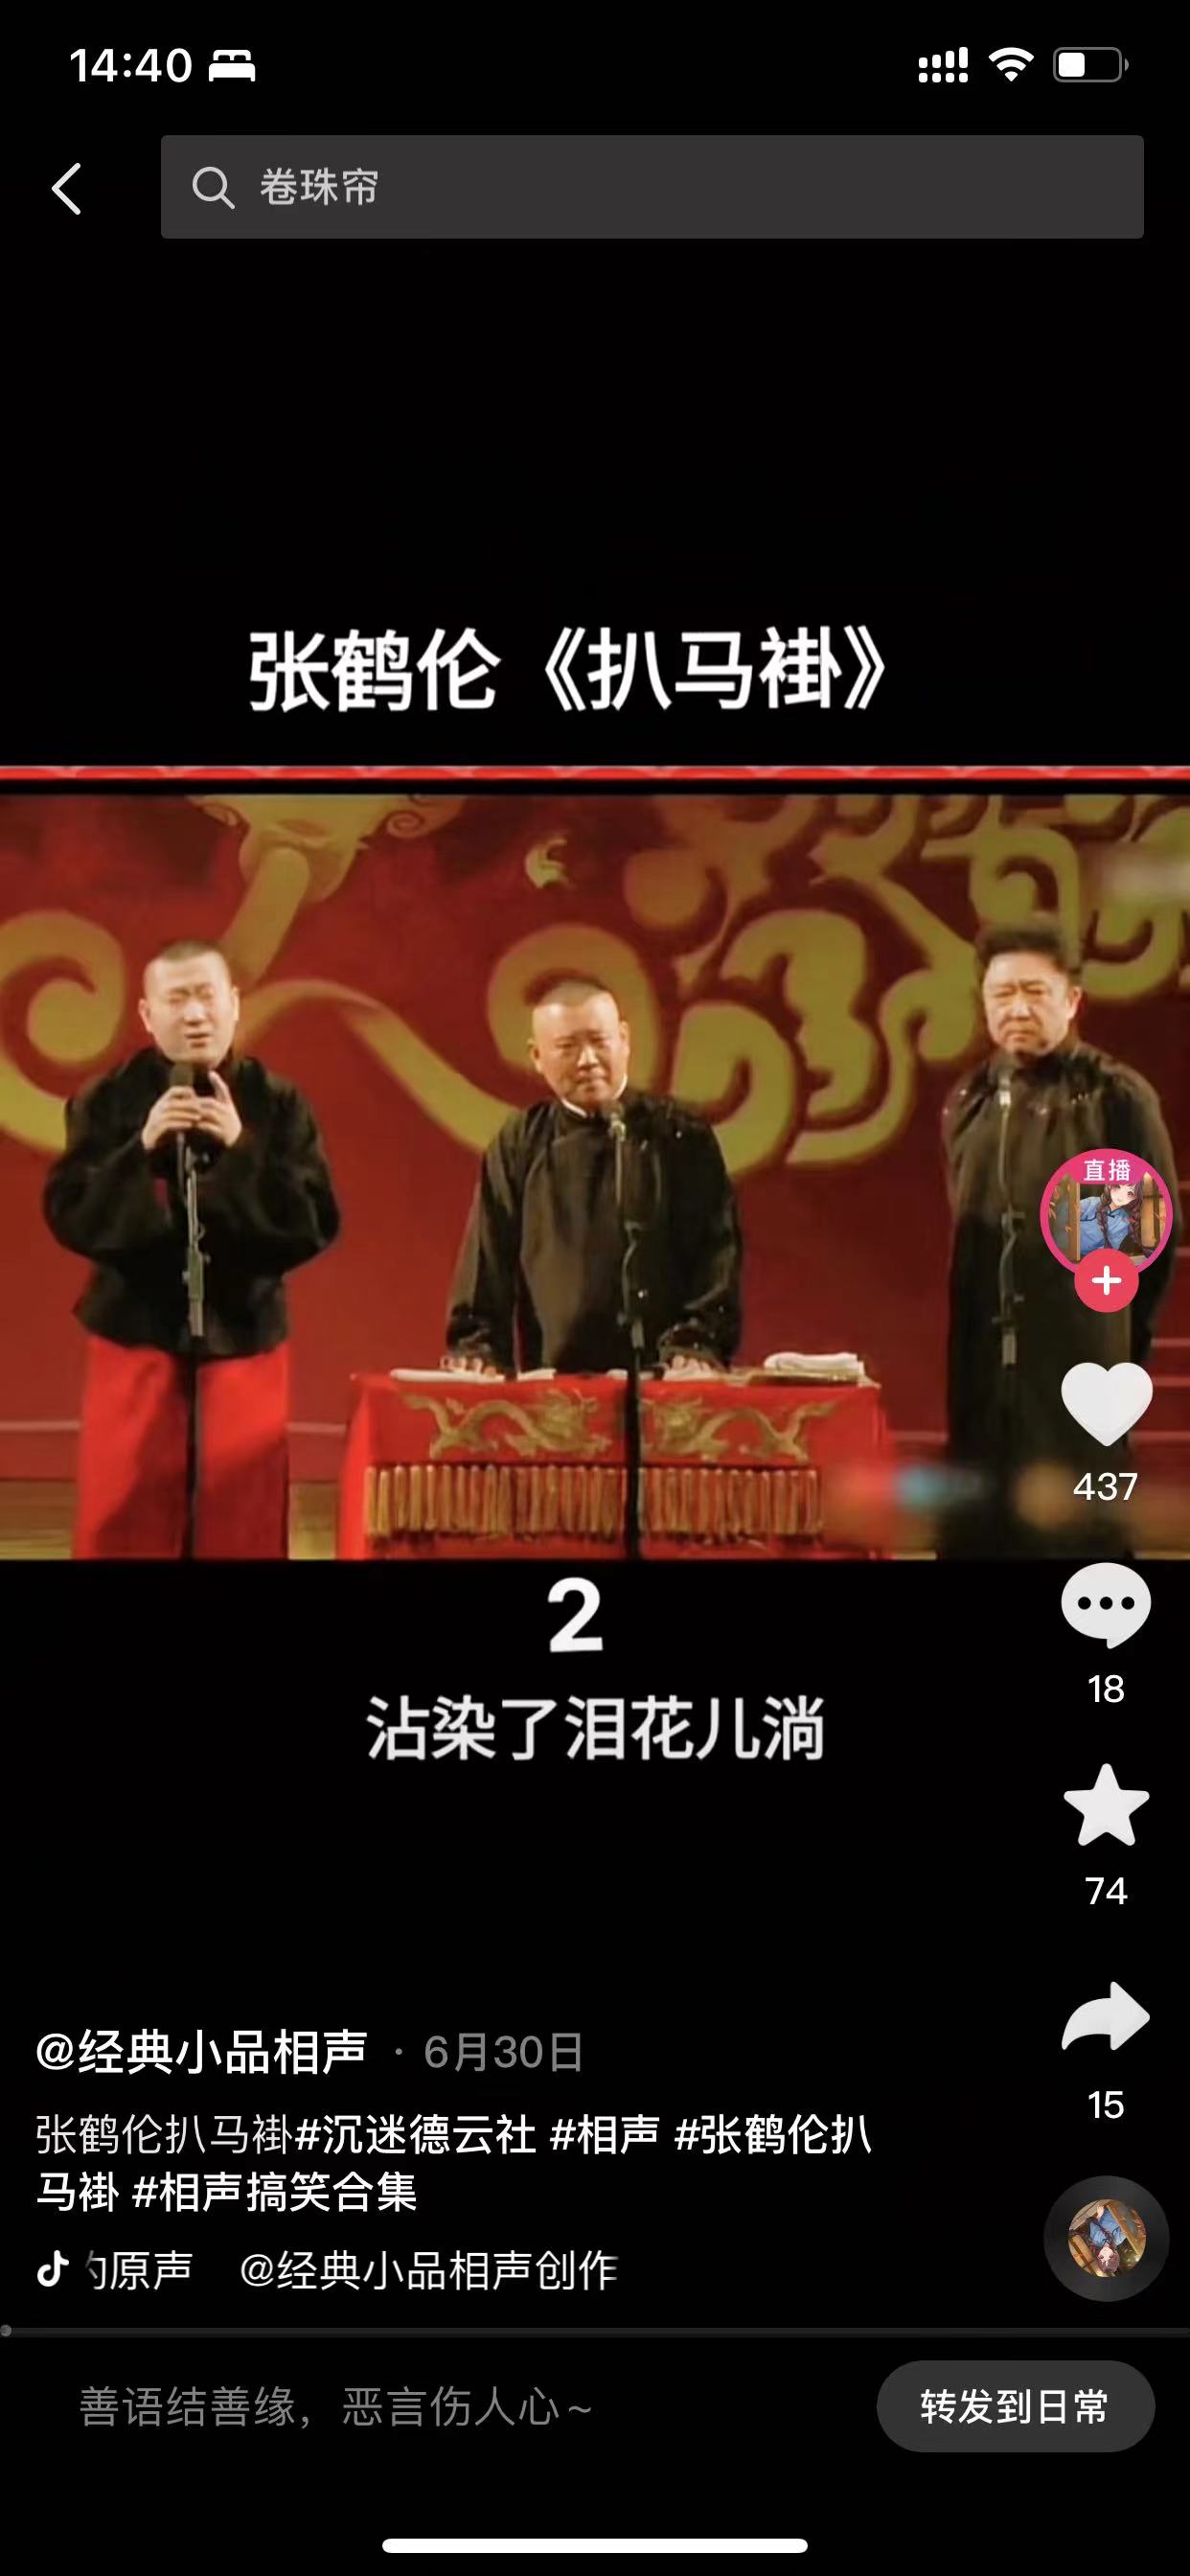 14:40
卷珠帘
张鹤伦《扒马褂》
直播
437
2
18
沾染了泪花儿淌
74
@经典小品相声 · 6月30日
15
张鹤伦扒马褂#沉迷德云社 #相声 #张鹤伦扒
马褂 #相声搞笑合集
的原声 @经典小品相声创作
善语结善缘，恶言伤人心~
转发到日常